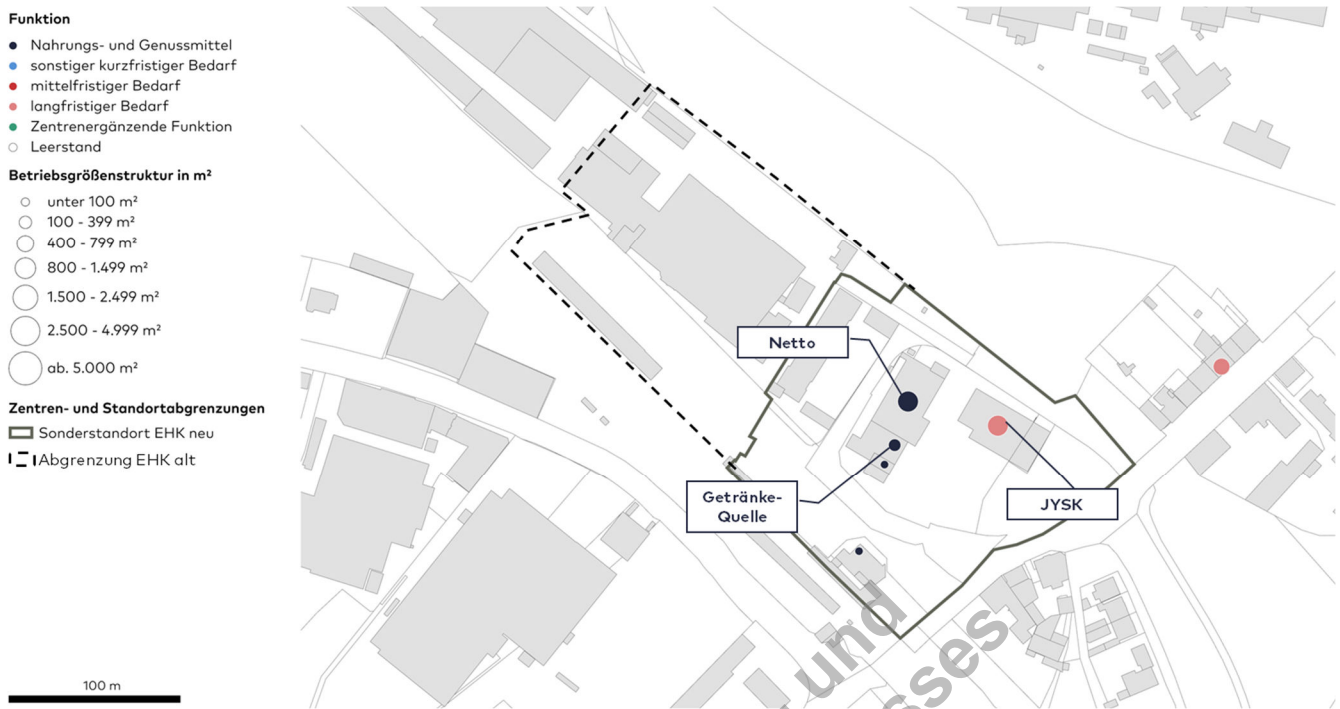 Funktion
Nahrungs- und Genussmittel
sonstiger kurzfristiger Bedarf
mittelfristiger Bedarf
langfristiger Bedarf
Zentrenergänzende Funktion
Leerstand
Betriebsgrößenstruktur in m²
unter 100 m²
100 - 399 m²
400 - 799 m²
800 - 1.499 m²
1.500 - 2.499 m²
2.500 - 4.999 m²
ab. 5.000 m²
Zentren- und Standortabgrenzungen
Sonderstandort EHK neu
Abgrenzung EHK alt
100 m
Netto
Getränke-
Quelle
JYSK
und